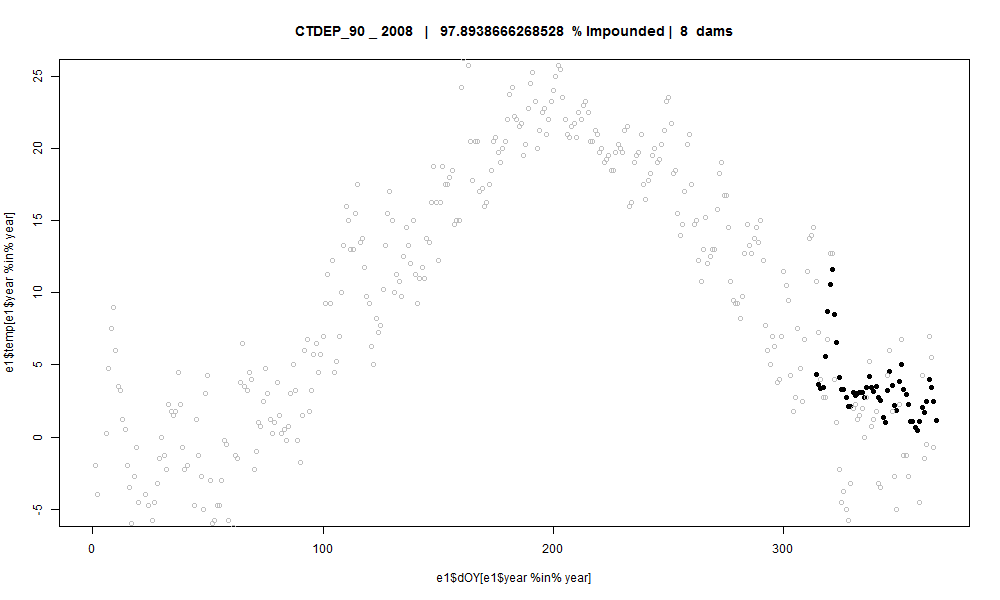 CTDEP_90 _ 2008 | 97.8938666268528 % Impounded | 8 dams
e1$temp[e1$year %in% year]
25
20
15
10
5
0
-5
0 100 200 300
e1$dOY[e1$year %in% year]